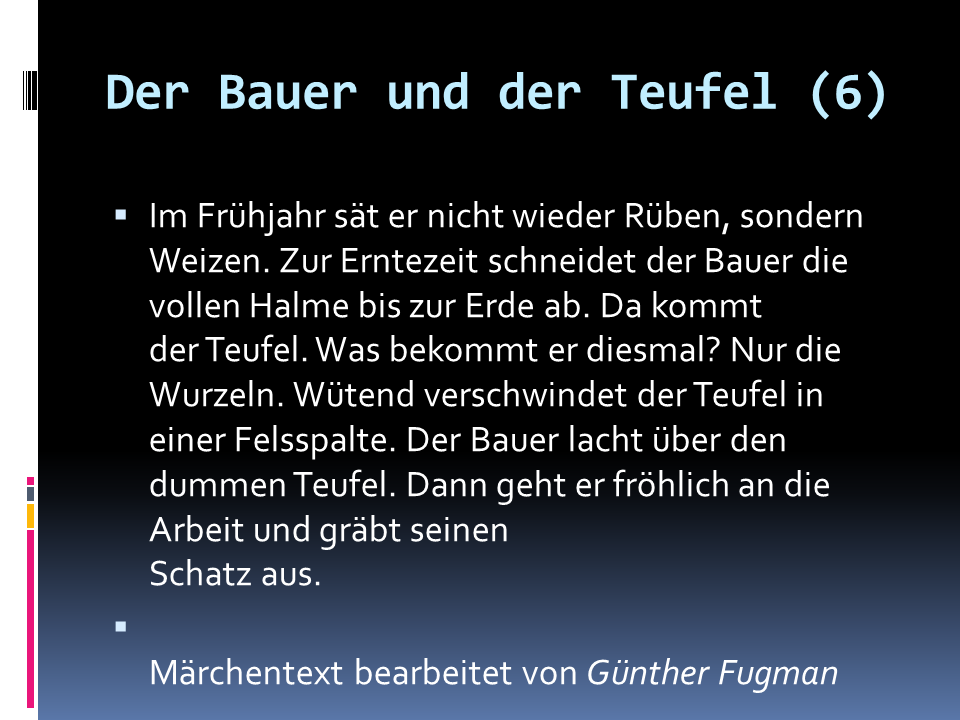 Der Bauer und der Teufel (6)
▪ Im Frühjahr sät er nicht wieder Rüben, sondern
Weizen. Zur Erntezeit schneidet der Bauer die
vollen Halme bis zur Erde ab. Da kommt
der Teufel. Was bekommt er diesmal? Nur die
Wurzeln. Wütend verschwindet der Teufel in
einer Felsspalte. Der Bauer lacht über den
dummen Teufel. Dann geht er fröhlich an die
Arbeit und gräbt seinen
Schatz aus.
▪
Märchentext bearbeitet von Günther Fugman